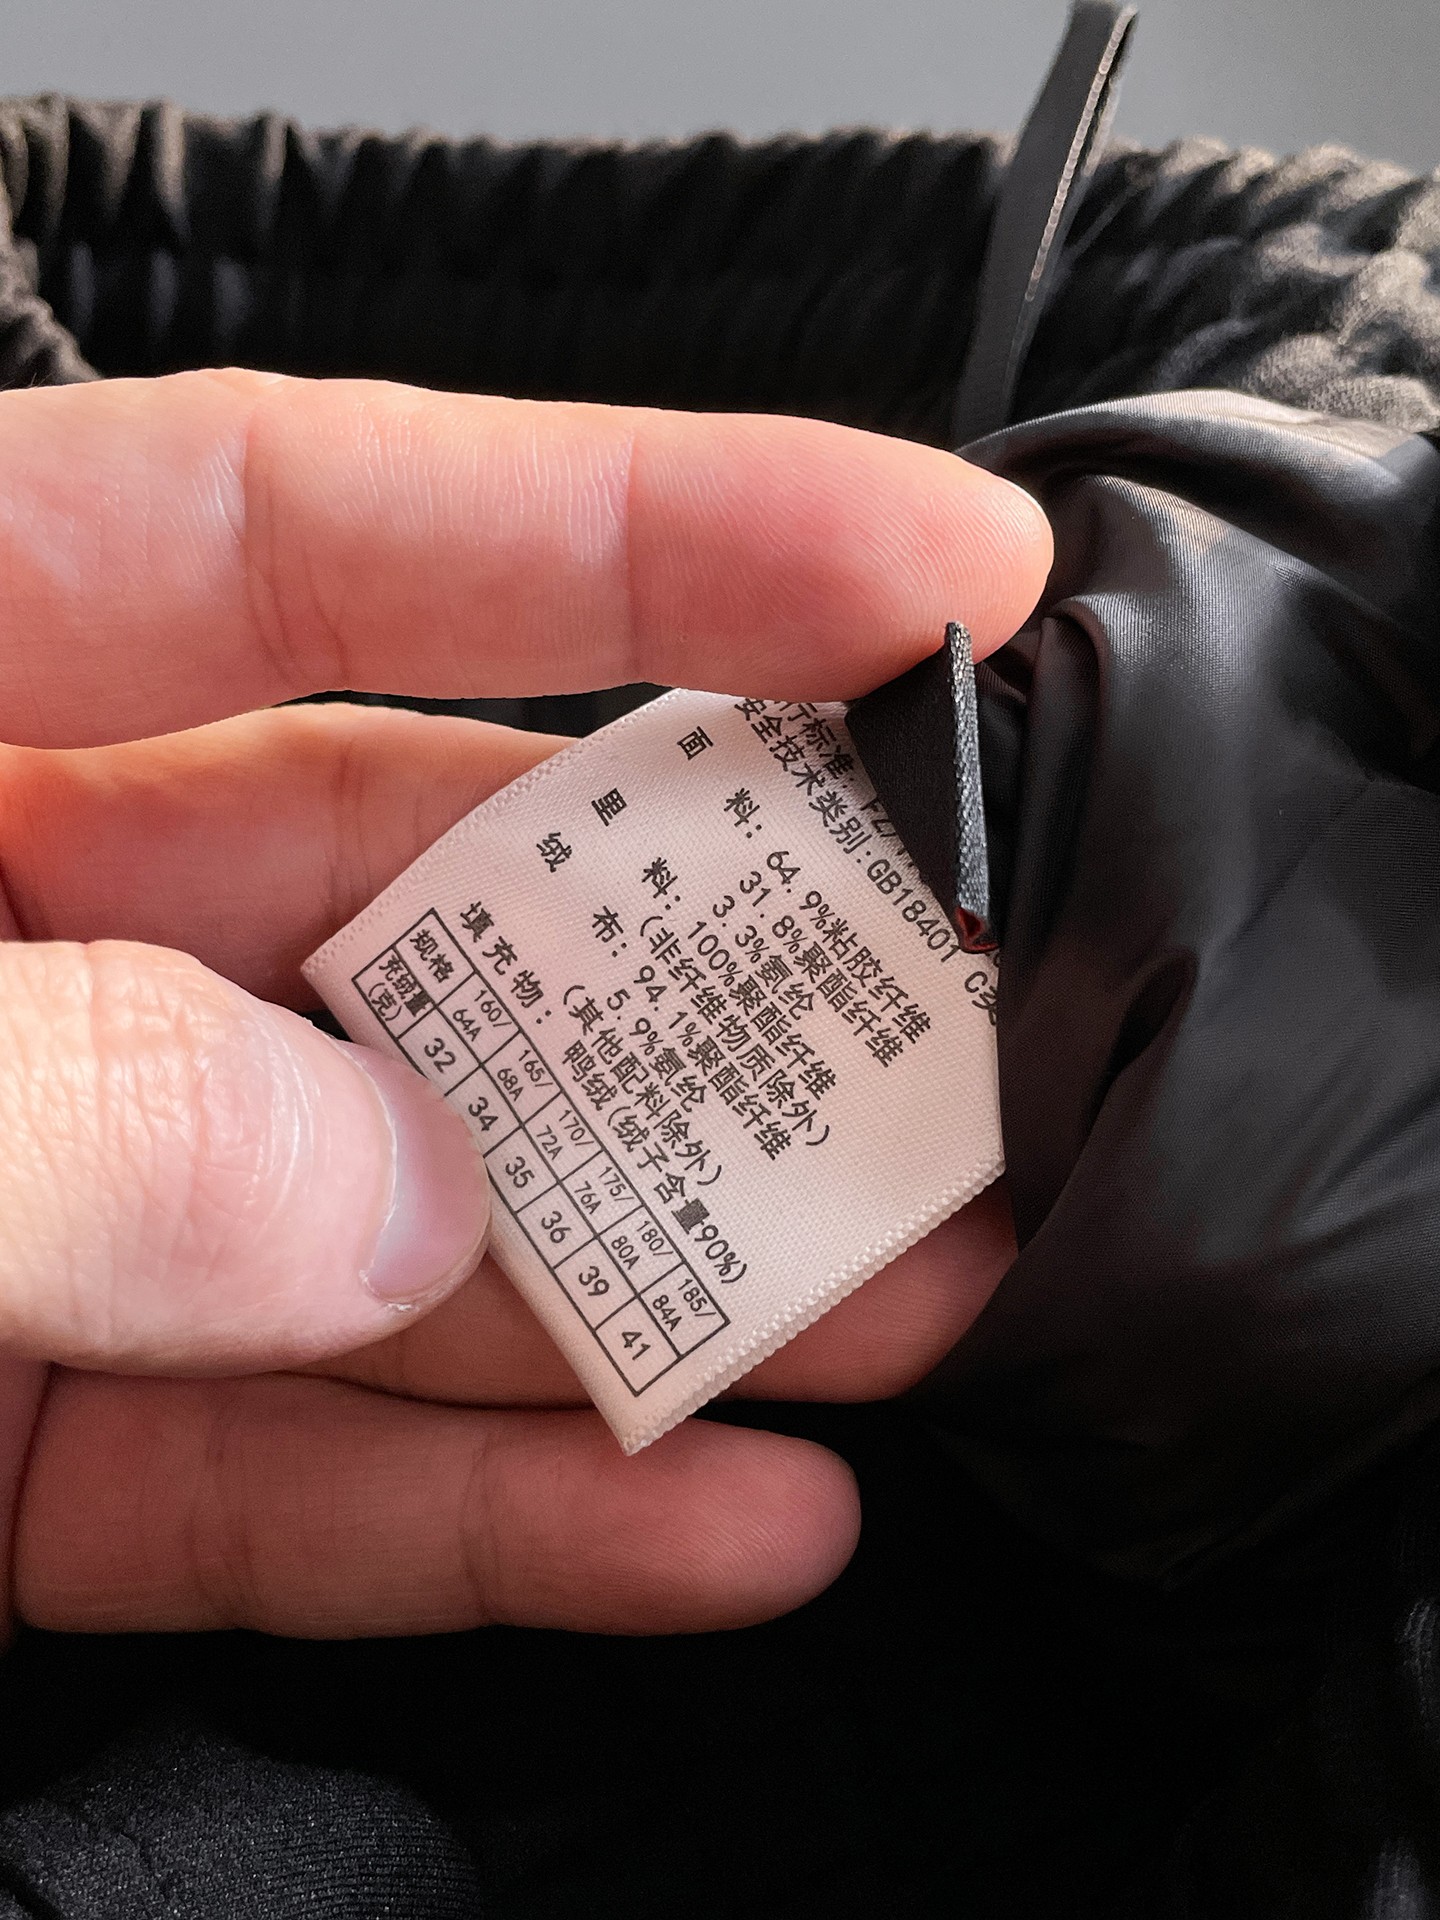 行标准: FZ/
安全技术类别:GB18401 C类
面 料: 64.9%粘胶纤维
31.8%聚酯纤维
3.3%氨纶
里 料: 100%聚酯纤维
(非纤维物质除外)
绒 布: 94.1%聚酯纤维
5.9%氨纶
(其他配料除外)
填充物: 鸭绒(绒子含量90%)
规格 160/64A 165/68A 170/72A 175/76A 180/80A 185/84A
充绒量(克) 32 34 35 36 39 41